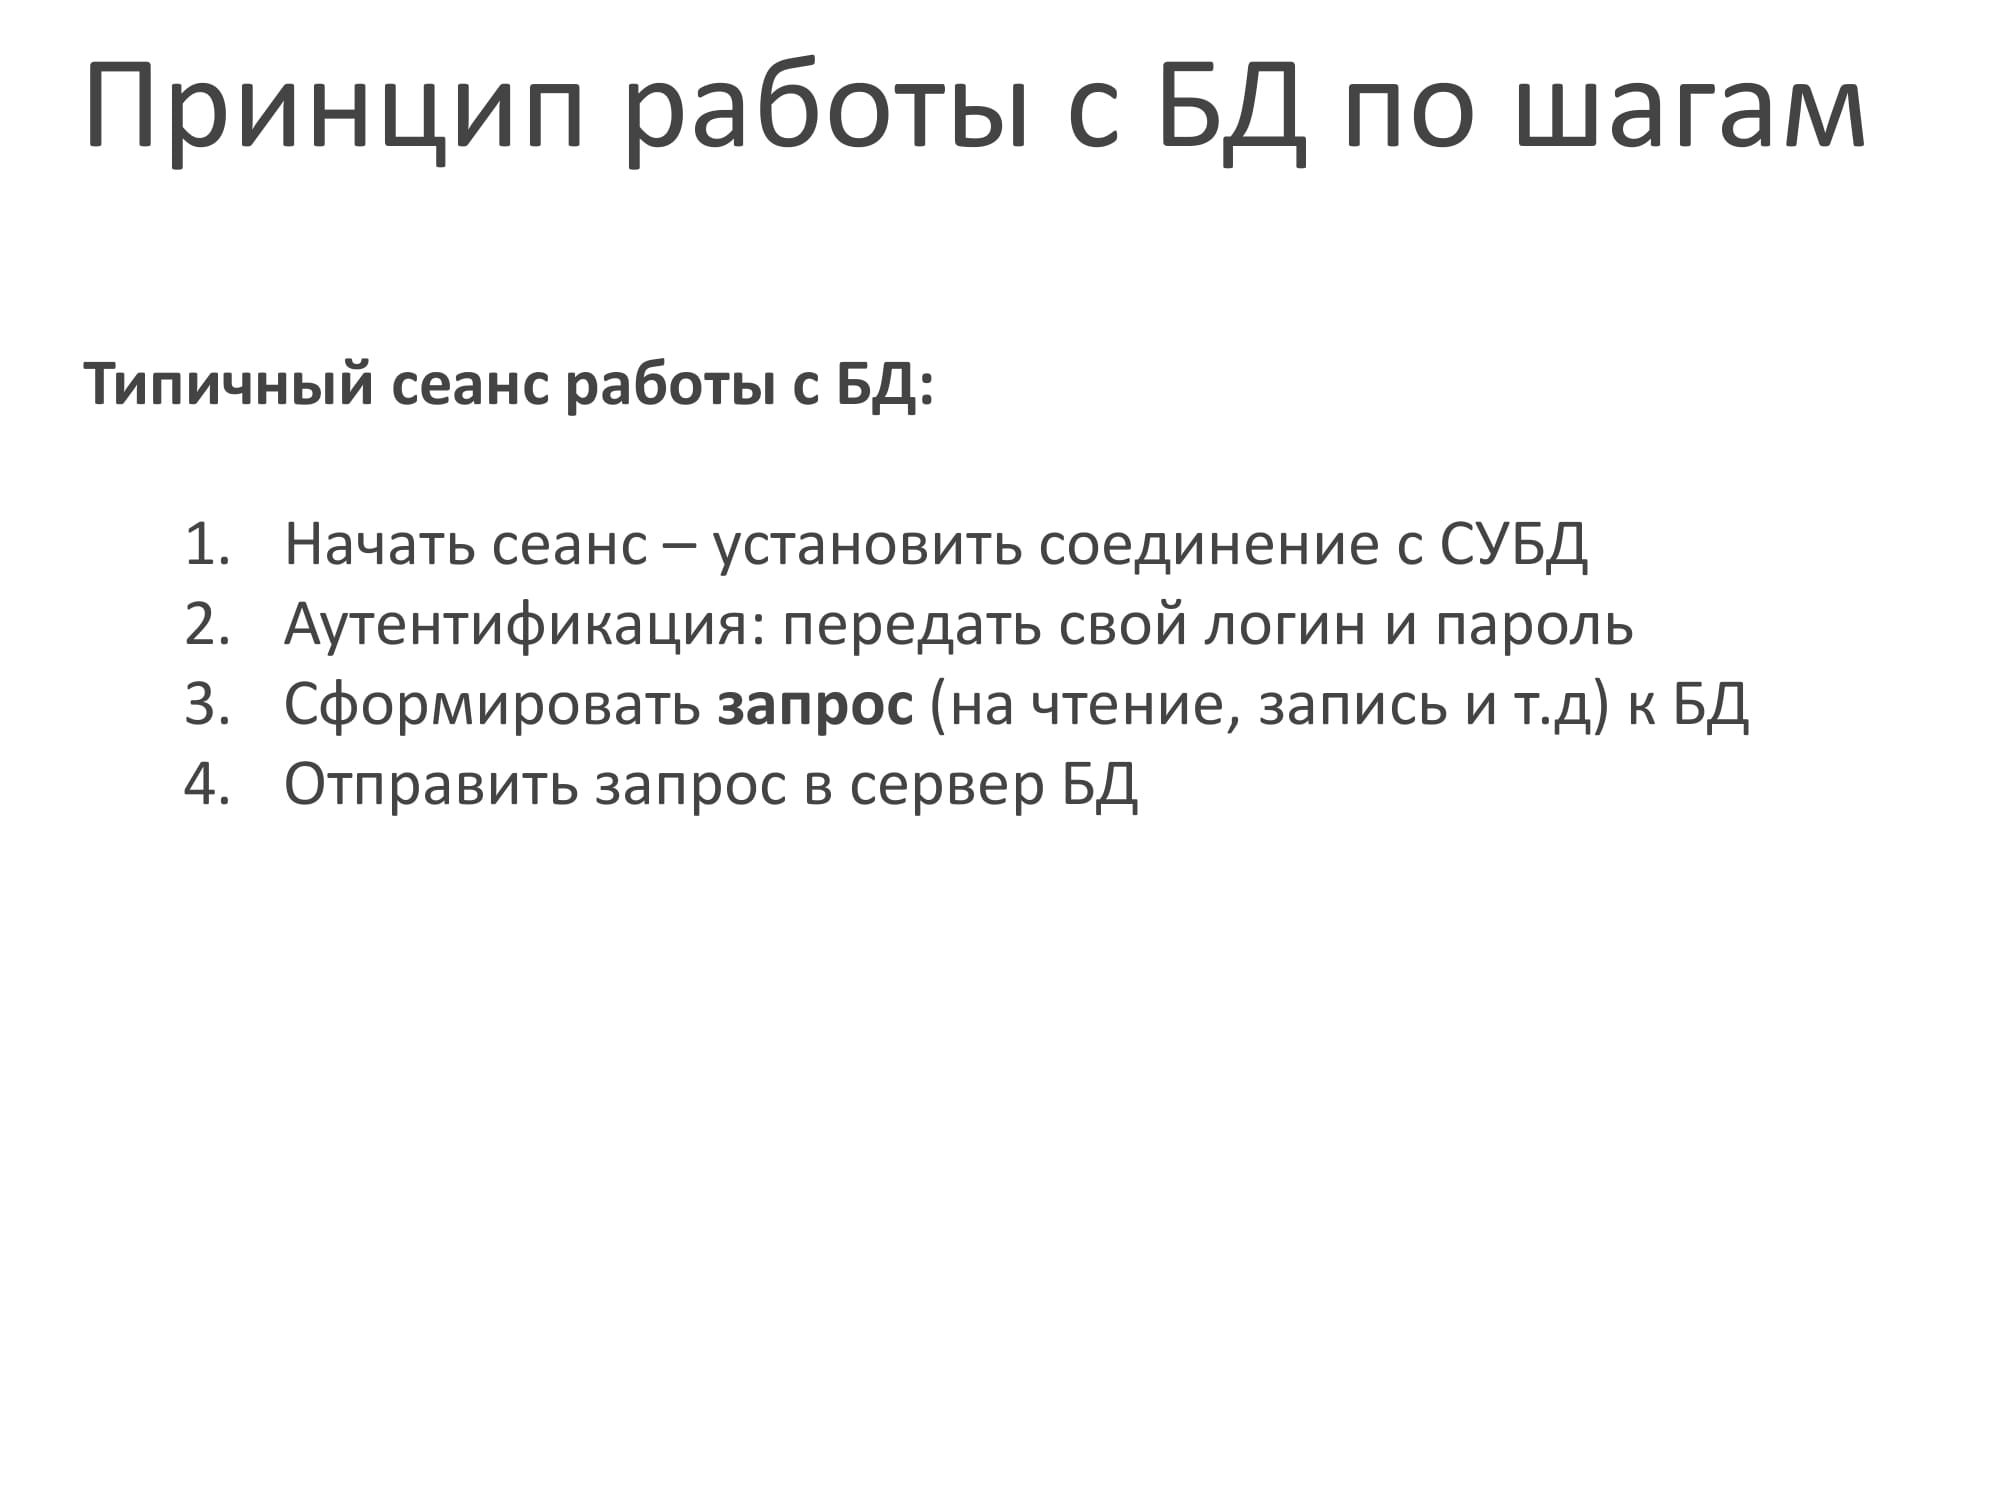 Принцип работы с БД по шагам
Типичный сеанс работы с БД:
1. Начать сеанс – установить соединение с СУБД
2. Аутентификация: передать свой логин и пароль
3. Сформировать запрос (на чтение, запись и т.д) к БД
4. Отправить запрос в сервер БД